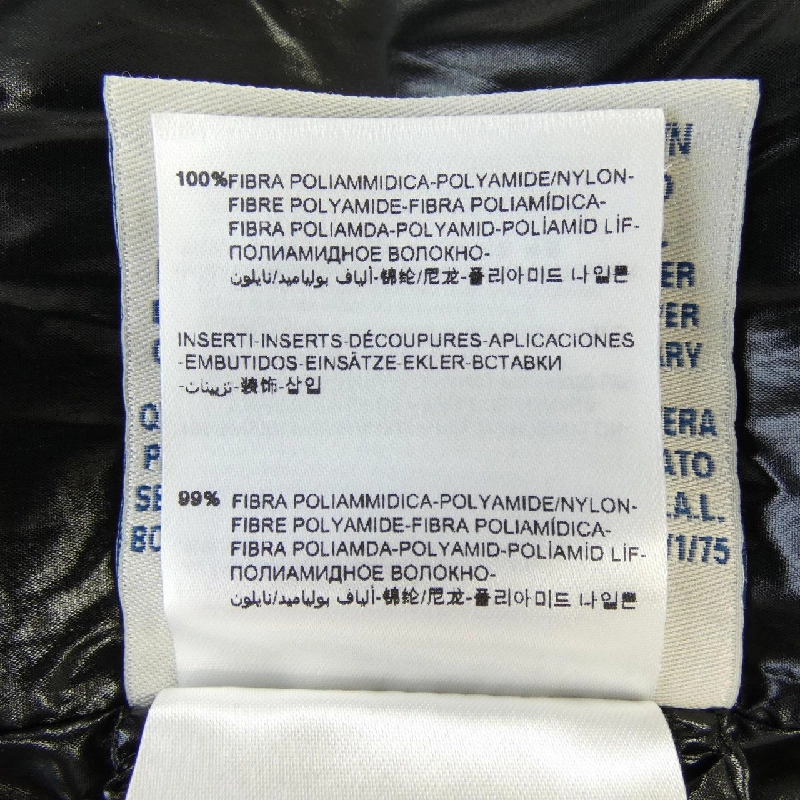 100%FIBRA POLIAMMIDICA-POLYAMIDE/NYLON-
FIBRE POLYAMIDE-FIBRA POLIAMÍDICA-
FIBRA POLIAMDA-POLYAMID-POLİAMİD LİF-
ПОЛИАМИДНОЕ ВОЛОКНО-
ألياف بولياميد/نايلون-锦纶/尼龙-폴리아미드 나일론
INSERTI-INSERTS-DÉCOUPURES-APLICACIONES
-EMBUTIDOS-EINSÄTZE-EKLER-ВСТАВКИ
-تزيينات-装饰-삽입
99% FIBRA POLIAMMIDICA-POLYAMIDE/NYLON-
FIBRE POLYAMIDE-FIBRA POLIAMÍDICA-
FIBRA POLIAMDA-POLYAMID-POLİAMİD LİF-
ПОЛИАМИДНОЕ ВОЛОКНО-
ألياف بولياميد/نايلون-锦纶/尼龙-폴리아미드 나일론